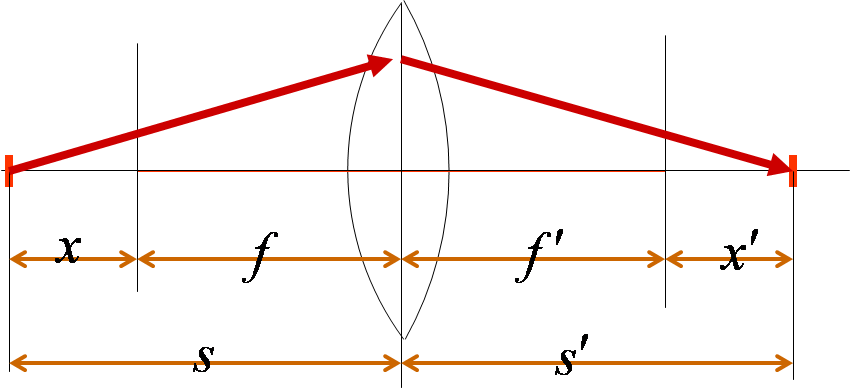 x f f′ x′
s s′